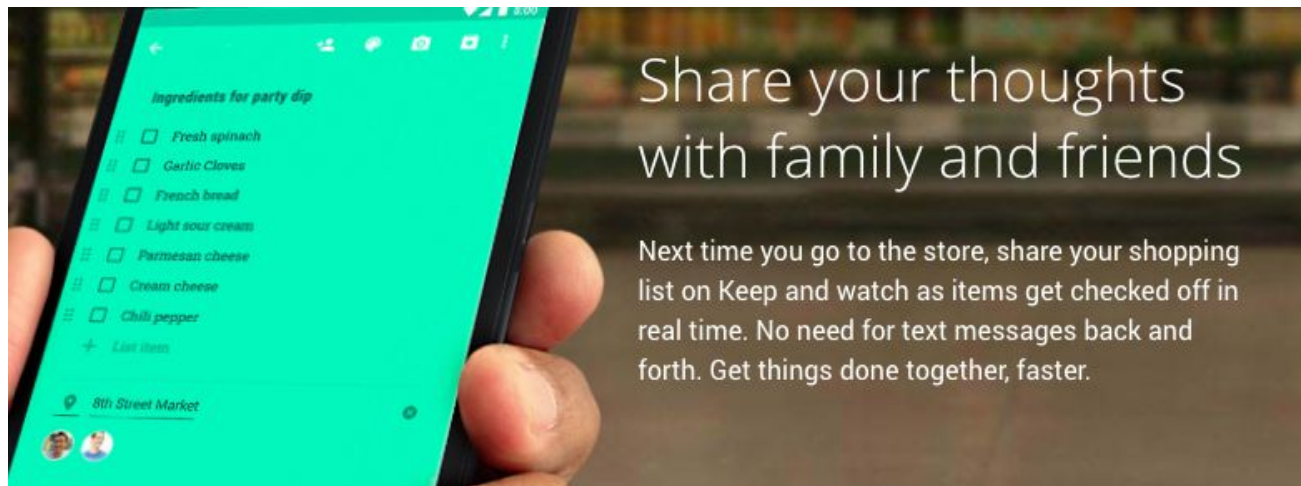 8:00
Ingredients for party dip
Fresh spinach
Garlic Cloves
French bread
Light sour cream
Parmesan cheese
Cream cheese
Chili pepper
+ List item
8th Street Market
Share your thoughts
with family and friends
Next time you go to the store, share your shopping
list on Keep and watch as items get checked off in
real time. No need for text messages back and
forth. Get things done together, faster.